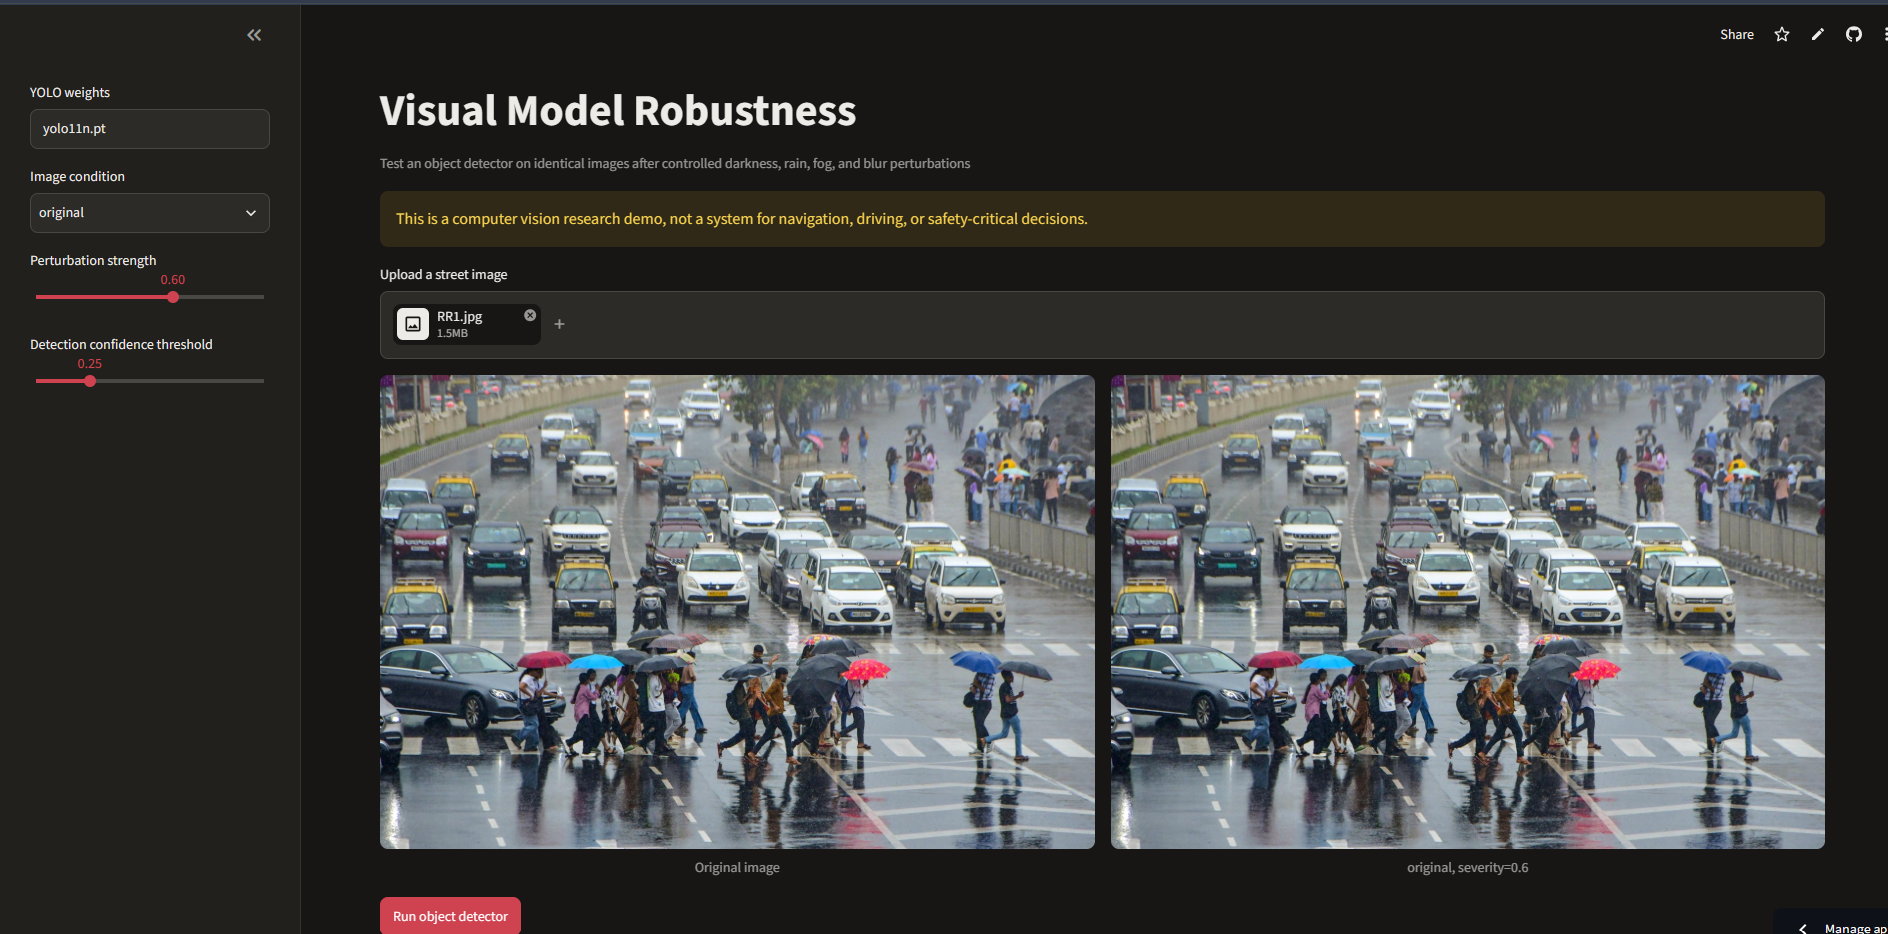 Share
YOLO weights
yolo11n.pt
Image condition
original
Perturbation strength
0.60
Detection confidence threshold
0.25
Visual Model Robustness
Test an object detector on identical images after controlled darkness, rain, fog, and blur perturbations
This is a computer vision research demo, not a system for navigation, driving, or safety-critical decisions.
Upload a street image
RR1.jpg
1.5MB
Original image
original, severity=0.6
Run object detector
Manage ap